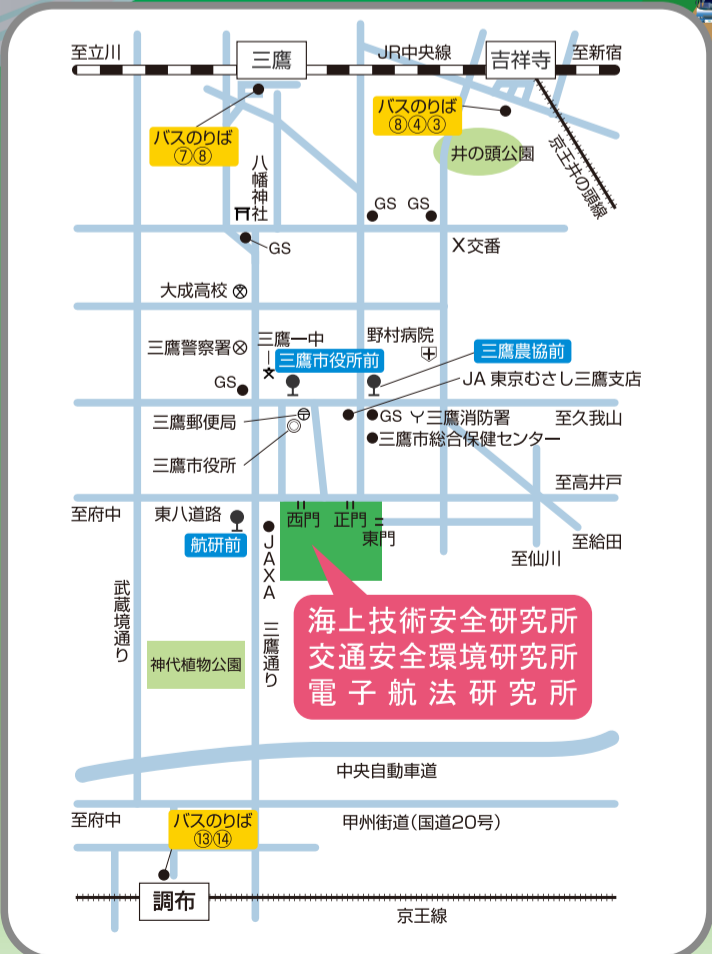 至立川
三鷹
JR中央線
吉祥寺
至新宿
バスのりば
⑦⑧
バスのりば
⑧④③
井の頭公園
京王井の頭線
八幡神社
GS
GS
GS
X交番
大成高校
三鷹警察署
三鷹一中
野村病院
三鷹市役所前
三鷹農協前
GS
JA 東京むさし三鷹支店
三鷹郵便局
GS
三鷹消防署
至久我山
三鷹市総合保健センター
三鷹市役所
至高井戸
至府中
東八道路
西門
正門
東門
航研前
JAXA
至仙川
至給田
武蔵境通り
三鷹通り
海上技術安全研究所
交通安全環境研究所
電子航法研究所
神代植物公園
中央自動車道
至府中
バスのりば
⑬⑭
甲州街道(国道20号)
調布
京王線